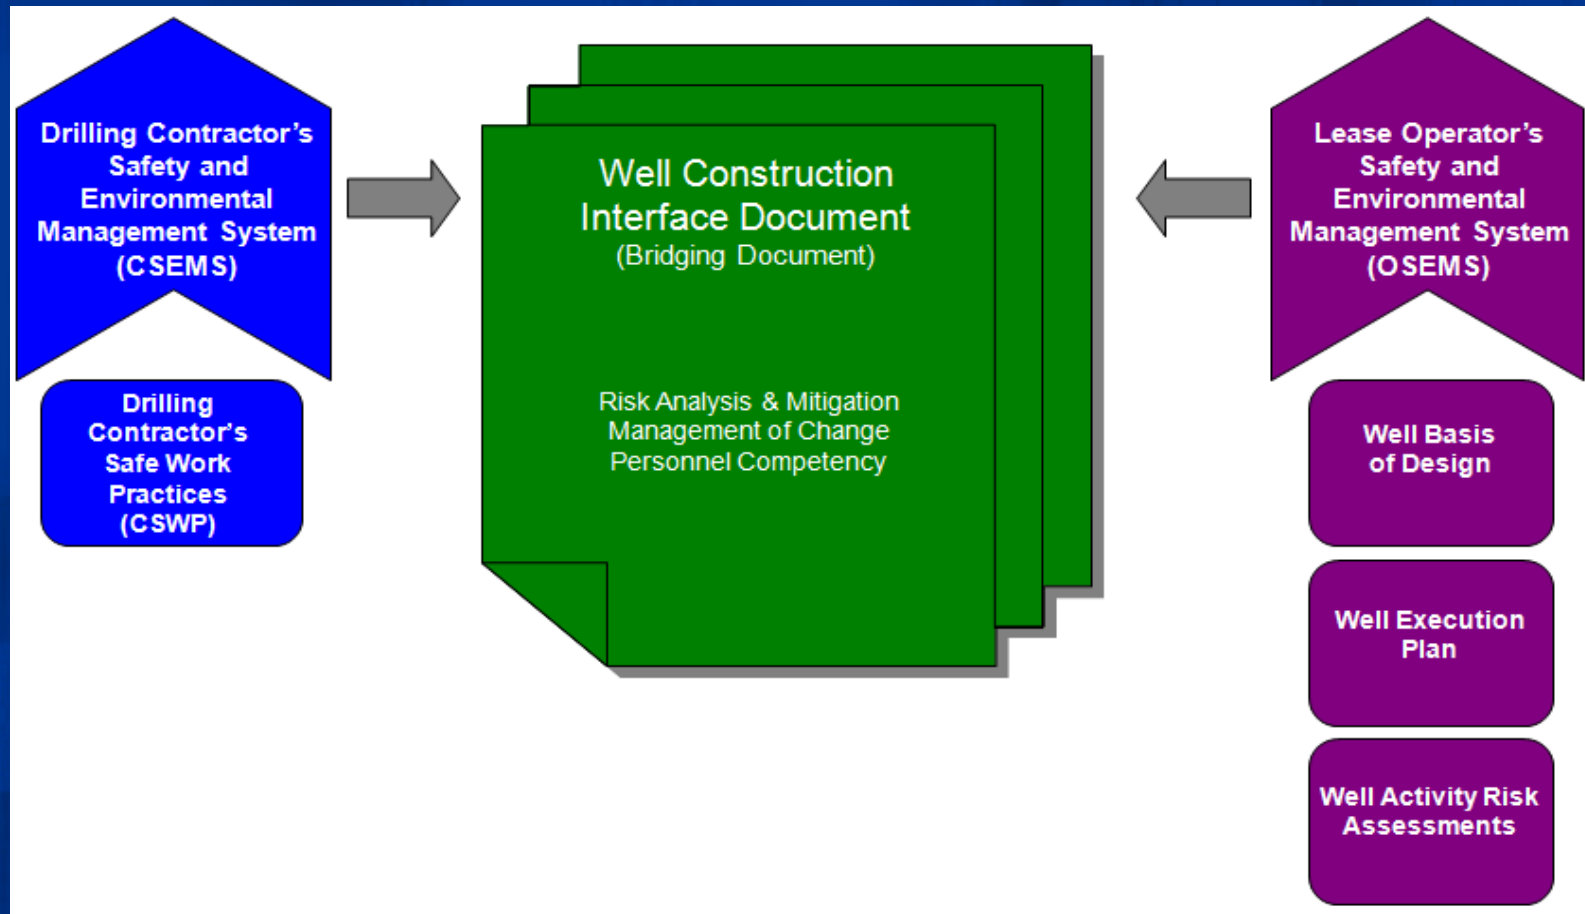 Drilling Contractor's
Safety and
Environmental
Management System
(CSEMS)
Drilling
Contractor's
Safe Work
Practices
(CSWP)
Well Construction
Interface Document
(Bridging Document)
Risk Analysis & Mitigation
Management of Change
Personnel Competency
Lease Operator's
Safety and
Environmental
Management System
(OSEMS)
Well Basis
of Design
Well Execution
Plan
Well Activity Risk
Assessments